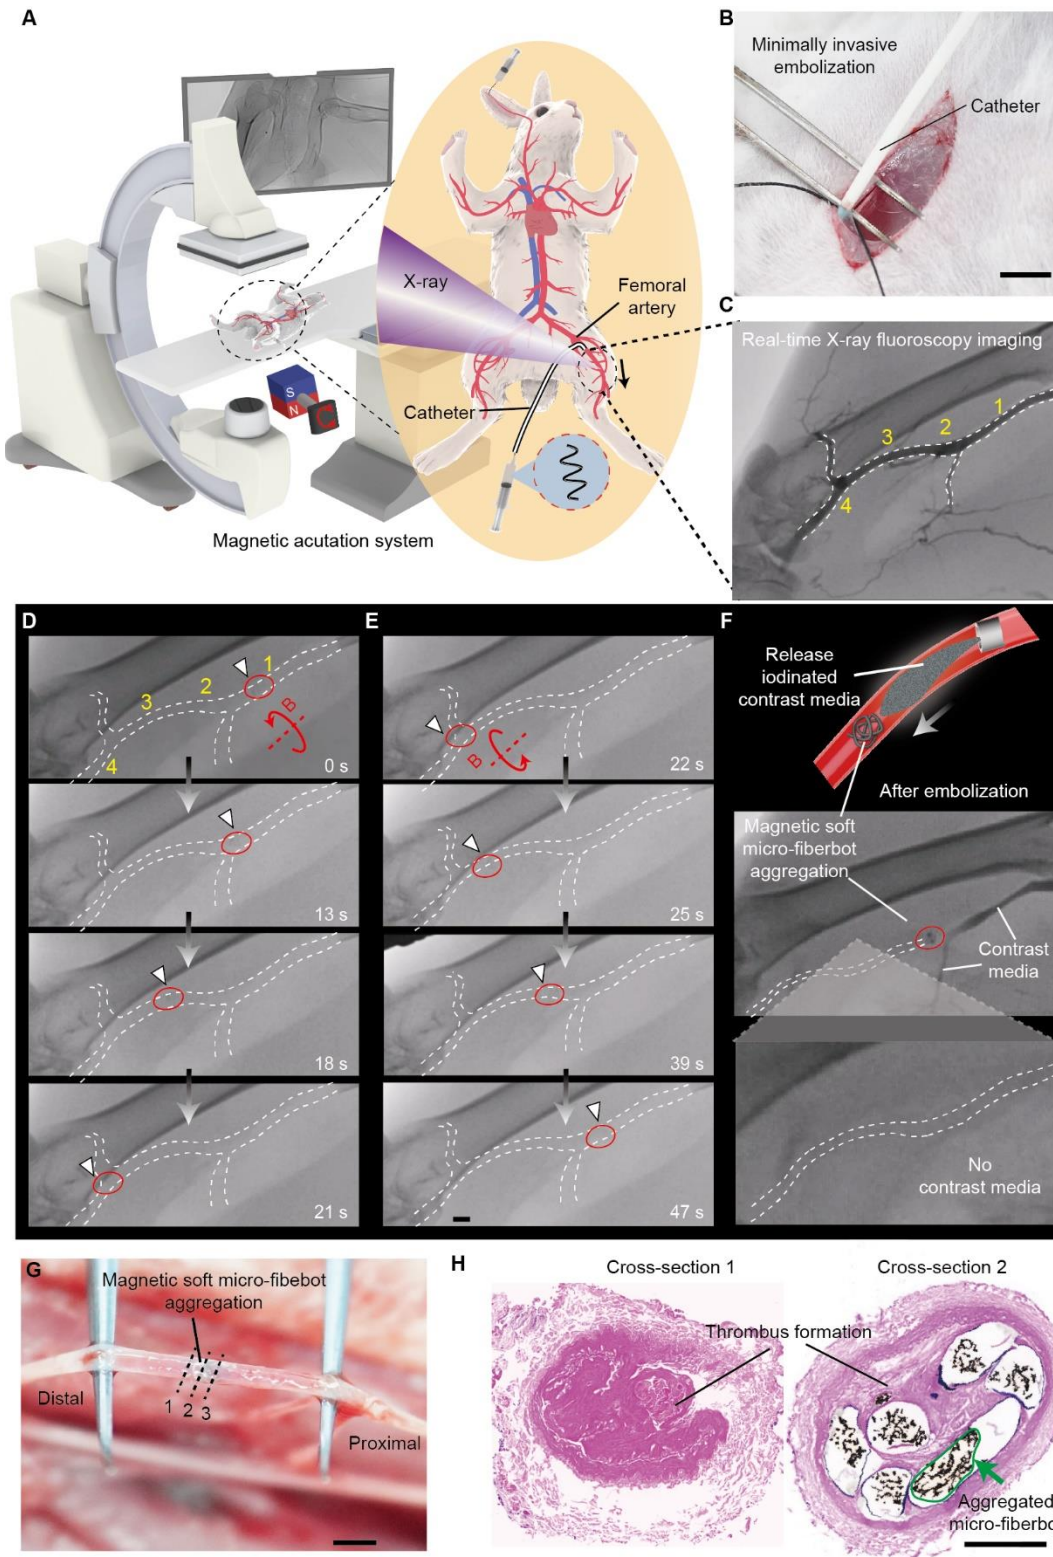 A
X-ray
Femoral
artery
Catheter
S
N
Magnetic acutation system
B
Minimally invasive
embolization
Catheter
C
Real-time X-ray fluoroscopy imaging
1
2
3
4
D
1
2
3
4
B
0 s
13 s
18 s
21 s
E
B
22 s
25 s
39 s
47 s
F
Release
iodinated
contrast media
After embolization
Magnetic soft
micro-fiberbot
aggregation
Contrast
media
No
contrast media
G
Magnetic soft micro-fibebot
aggregation
Distal
1
2
3
Proximal
H
Cross-section 1
Cross-section 2
Thrombus formation
Aggregated
micro-fiberbo